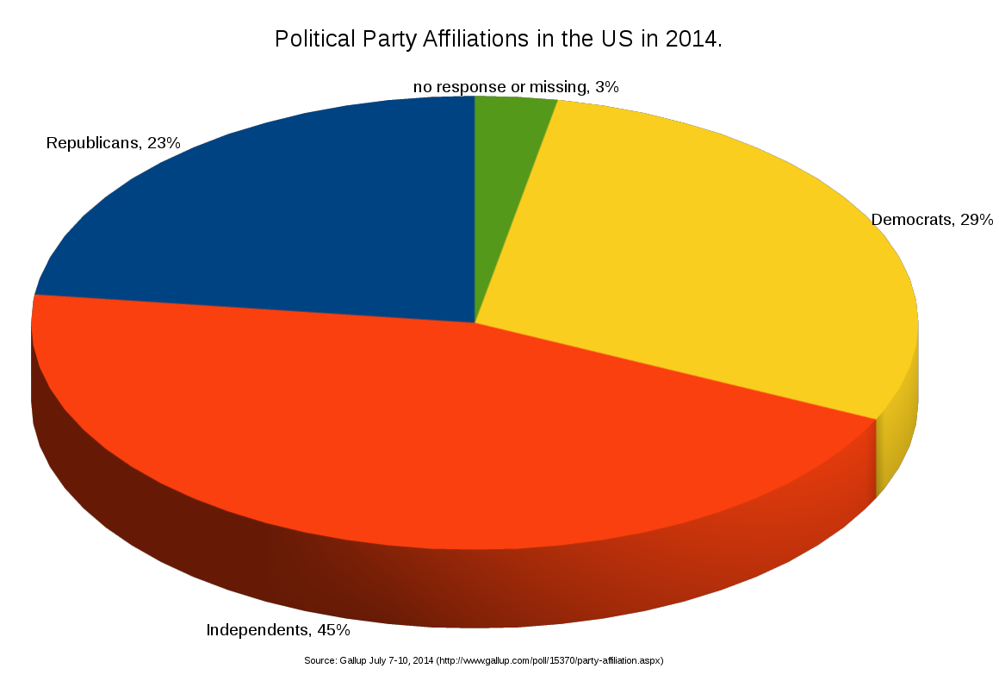 Political Party Affiliations in the US in 2014.
no response or missing, 3%
Republicans, 23%
Democrats, 29%
Independents, 45%
Source: Gallup July 7-10, 2014 (http://www.gallup.com/poll/15370/party-affiliation.aspx)